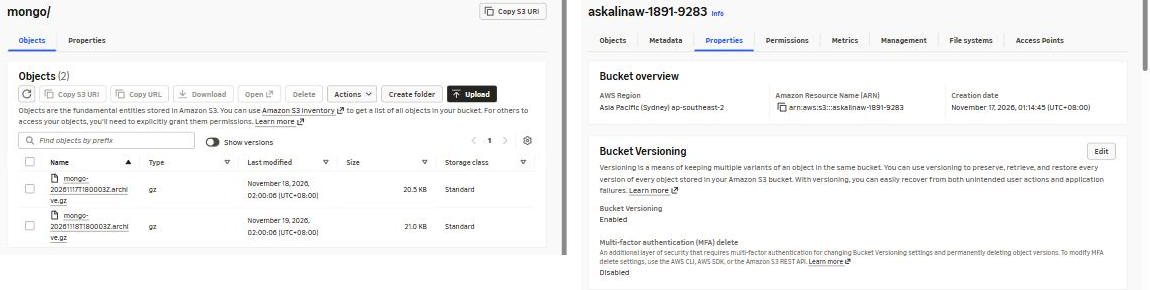 mongo/
Copy S3 URI
Objects
Properties
Objects (2)
Copy S3 URI
Copy URL
Download
Open
Delete
Actions
Create folder
Upload
Objects are the fundamental entities stored in Amazon S3. You can use Amazon S3 inventory to get a list of all objects in your bucket. For others to
access your objects, you'll need to explicitly grant them permissions. Learn more
Find objects by prefix
Show versions
1
Name
Type
Last modified
Size
Storage class
mongo-
20261117T180003Z.archi
ve.gz
gz
November 18, 2026,
02:00:06 (UTC+08:00)
20.5 KB
Standard
mongo-
20261118T180003Z.archi
ve.gz
gz
November 19, 2026,
02:00:06 (UTC+08:00)
21.0 KB
Standard
askalinaw-1891-9283 Info
Objects
Metadata
Properties
Permissions
Metrics
Management
File systems
Access Points
Bucket overview
AWS Region
Asia Pacific (Sydney) ap-southeast-2
Amazon Resource Name (ARN)
arn:aws:s3:::askalinaw-1891-9283
Creation date
November 17, 2026, 01:14:45 (UTC+08:00)
Bucket Versioning
Edit
Versioning is a means of keeping multiple variants of an object in the same bucket. You can use versioning to preserve, retrieve, and restore every
version of every object stored in your Amazon S3 bucket. With versioning, you can easily recover from both unintended user actions and application
failures. Learn more
Bucket Versioning
Enabled
Multi-factor authentication (MFA) delete
An additional layer of security that requires multi-factor authentication for changing Bucket Versioning settings and permanently deleting object versions. To modify MFA
delete settings, use the AWS CLI, AWS SDK, or the Amazon S3 REST API. Learn more
Disabled